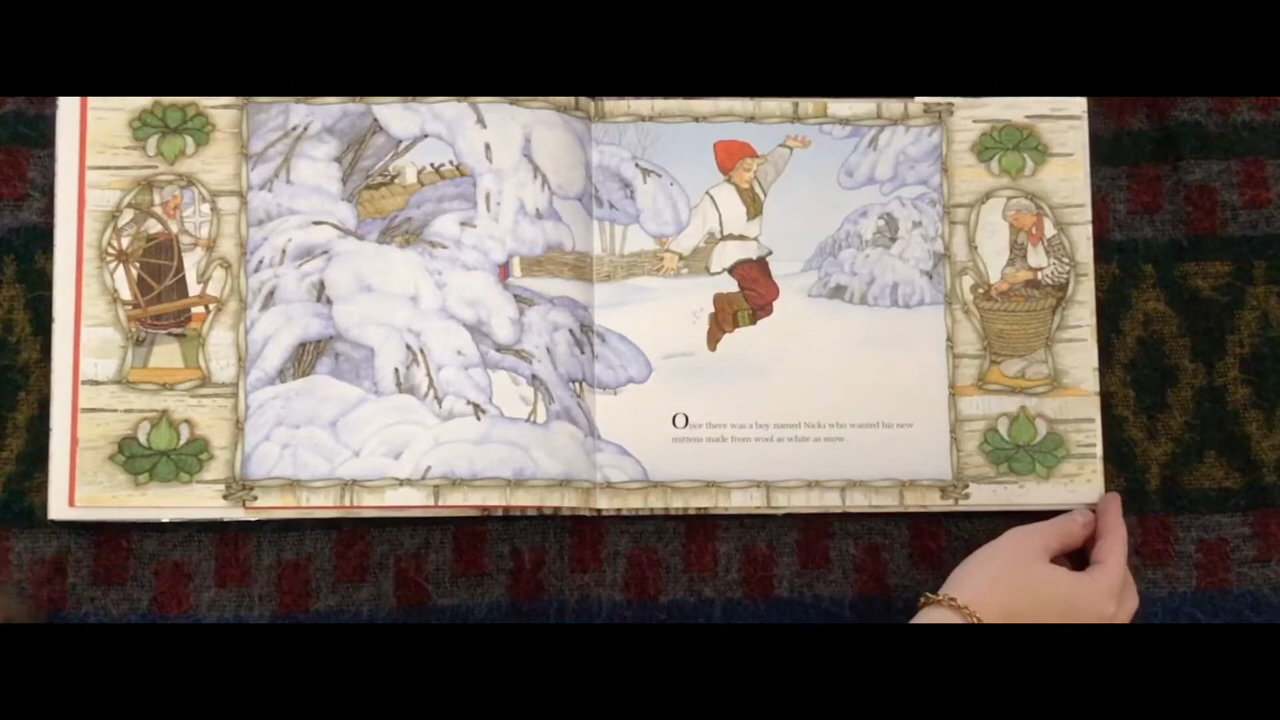 Once there was a boy named Nicki who wanted his new
mittens made from wool as white as snow.